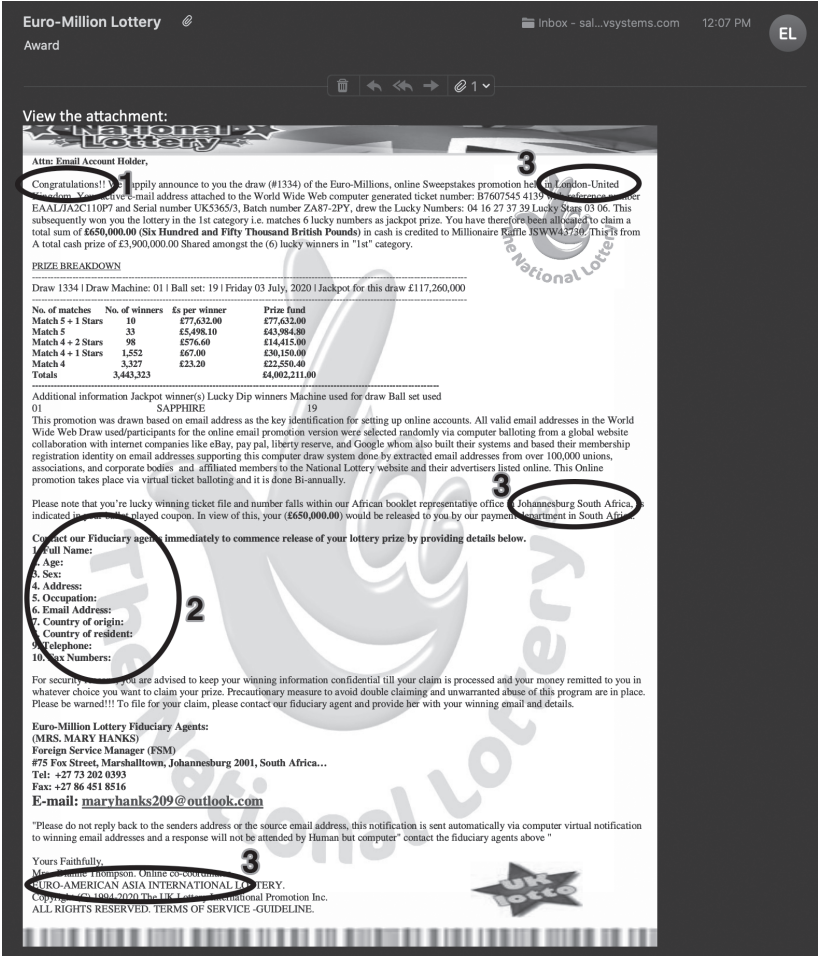 Euro-Million Lottery
Inbox - sal...vsystems.com 12:07 PM
EL
Award
1
View the attachment:
National
Lottery
Attn: Email Account Holder,
1
3
Congratulations!! We happily announce to you the draw (#1334) of the Euro-Millions, online Sweepstakes promotion held in London-United
Kingdom. Your active e-mail address attached to the World Wide Web computer generated ticket number: B7607545 4139 with reference number
EAAL/JA2C110P7 and Serial number UK5365/3, Batch number ZA87-2PY, drew the Lucky Numbers: 04 16 27 37 39 Lucky Stars 03 06. This
subsequently won you the lottery in the 1st category i.e. matches 6 lucky numbers as jackpot prize. You have therefore been allocated to claim a
total sum of £650,000.00 (Six Hundred and Fifty Thousand British Pounds) in cash is credited to Millionaire Raffle JSWW43730. This is from
A total cash prize of £3,900,000.00 Shared amongst the (6) lucky winners in "1st" category.
The National Lottery
PRIZE BREAKDOWN
Draw 1334 | Draw Machine: 01 | Ball set: 19 | Friday 03 July, 2020 | Jackpot for this draw £117,260,000
No. of matches No. of winners £s per winner Prize fund
Match 5 + 1 Stars 10 £77,632.00 £77,632.00
Match 5 33 £5,498.10 £43,984.80
Match 4 + 2 Stars 98 £576.60 £14,415.00
Match 4 + 1 Stars 1,552 £67.00 £30,150.00
Match 4 3,327 £23.20 £22,550.40
Totals 3,443,323 £4,002,211.00
Additional information Jackpot winner(s) Lucky Dip winners Machine used for draw Ball set used
01 SAPPHIRE 19
This promotion was drawn based on email address as the key identification for setting up online accounts. All valid email addresses in the World
Wide Web Draw used/participants for the online email promotion version were selected randomly via computer balloting from a global website
collaboration with internet companies like eBay, pay pal, liberty reserve, and Google whom also built their systems and based their membership
registration identity on email addresses supporting this computer draw system done by extracted email addresses from over 100,000 unions,
associations, and corporate bodies and affiliated members to the National Lottery website and their advertisers listed online. This Online
promotion takes place via virtual ticket balloting and it is done Bi-annually.
3
Please note that you're lucky winning ticket file and number falls within our African booklet representative office in Johannesburg South Africa, as
indicated in your ballot played coupon. In view of this, your (£650,000.00) would be released to you by our payment department in South Africa.
Contact our Fiduciary agents immediately to commence release of your lottery prize by providing details below.
1. Full Name:
2. Age:
3. Sex:
4. Address:
5. Occupation:
6. Email Address:
7. Country of origin:
8. Country of resident:
9. Telephone:
10. Fax Numbers:
2
The National Lottery
For security reasons, you are advised to keep your winning information confidential till your claim is processed and your money remitted to you in
whatever choice you want to claim your prize. Precautionary measure to avoid double claiming and unwarranted abuse of this program are in place.
Please be warned!!! To file for your claim, please contact our fiduciary agent and provide her with your winning email and details.
Euro-Million Lottery Fiduciary Agents:
(MRS. MARY HANKS)
Foreign Service Manager (FSM)
#75 Fox Street, Marshalltown, Johannesburg 2001, South Africa...
Tel: +27 73 202 0393
Fax: +27 86 451 8516
E-mail: maryhanks209@outlook.com
"Please do not reply back to the senders address or the source email address, this notification is sent automatically via computer virtual notification
to winning email addresses and a response will not be attended by Human but computer" contact the fiduciary agents above "
Yours Faithfully,
3
Mrs. Dianne Thompson. Online co-coordinator
EURO-AMERICAN ASIA INTERNATIONAL LOTTERY.
Copyright (C) 1994-2020 The UK Lottery International Promotion Inc.
ALL RIGHTS RESERVED. TERMS OF SERVICE -GUIDELINE.
UK
LOTTO